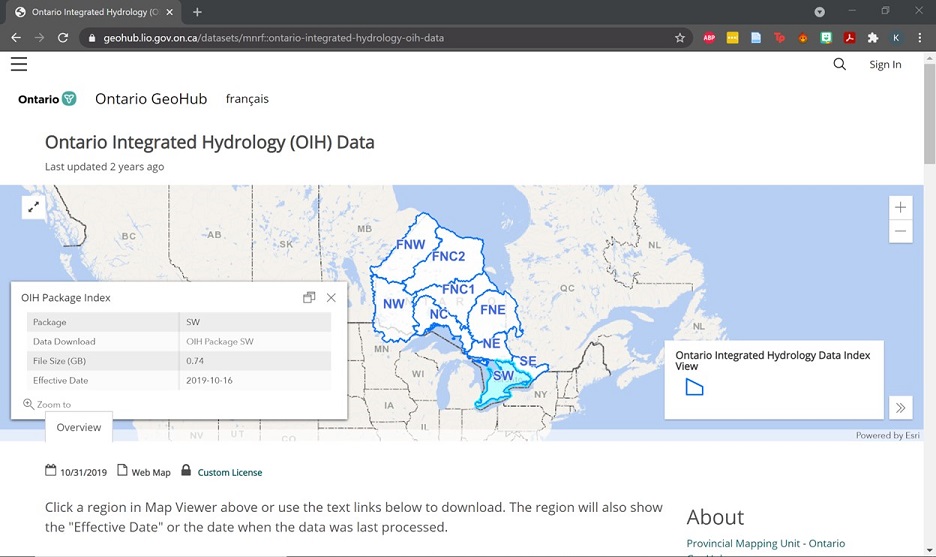 Ontario Integrated Hydrology (O
geohub.lio.gov.on.ca/datasets/mnrf::ontario-integrated-hydrology-oih-data
ABP
K
Sign In
Ontario
Ontario GeoHub
français
Ontario Integrated Hydrology (OIH) Data
Last updated 2 years ago
BC
AB
SK
MB
QC
NL
FNW
FNC2
FNC1
NW
NC
FNE
NE
SE
SW
NL
MN
WI
IA
IL
NY
NV
UT
CO
OIH Package Index
Package SW
Data Download OIH Package SW
File Size (GB) 0.74
Effective Date 2019-10-16
Zoom to
Overview
Ontario Integrated Hydrology Data Index
View
Powered by Esri
10/31/2019 Web Map Custom License
Click a region in Map Viewer above or use the text links below to download. The region will also show
the "Effective Date" or the date when the data was last processed.
About
Provincial Mapping Unit - Ontario